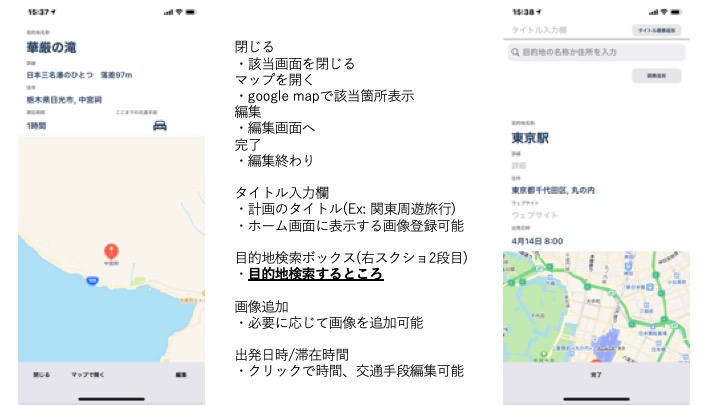 15:37
目的地名称
華厳の滝
詳細
日本三名瀑のひとつ 落差97m
住所
栃木県日光市, 中宮祠
滞在時間 ここまでの交通手段
1時間
中宮祠
閉じる マップで開く 編集
閉じる
・該当画面を閉じる
マップを開く
・google mapで該当箇所表示
編集
・編集画面へ
完了
・編集終わり
タイトル入力欄
・計画のタイトル(Ex: 関東周遊旅行)
・ホーム画面に表示する画像登録可能
目的地検索ボックス(右スクショ2段目)
・目的地検索するところ
画像追加
・必要に応じて画像を追加可能
出発日時/滞在時間
・クリックで時間、交通手段編集可能
15:38
タイトル入力欄
目的地の名称か住所を入力
画像追加
目的地名称
東京駅
詳細
詳細
住所
東京都千代田区, 丸の内
ウェブサイト
ウェブサイト
出発日時
4月14日 8:00
完了